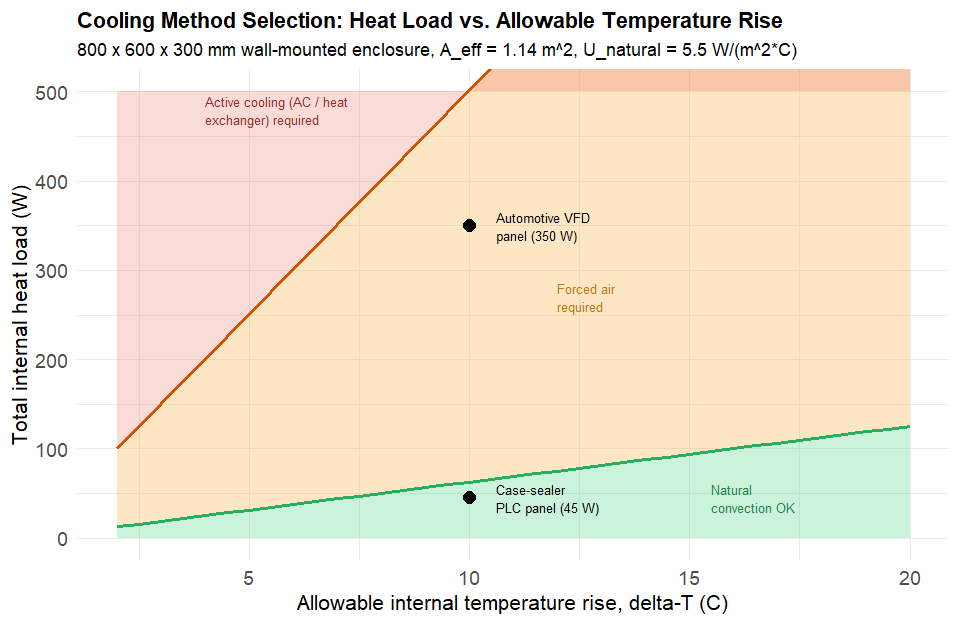 Cooling Method Selection: Heat Load vs. Allowable Temperature Rise
800 x 600 x 300 mm wall-mounted enclosure, A_eff = 1.14 m^2, U_natural = 5.5 W/(m^2*C)
Total internal heat load (W)
500
400
300
200
100
0
Active cooling (AC / heat
exchanger) required
Automotive VFD
panel (350 W)
Forced air
required
Case-sealer
PLC panel (45 W)
Natural
convection OK
5
10
15
20
Allowable internal temperature rise, delta-T (C)